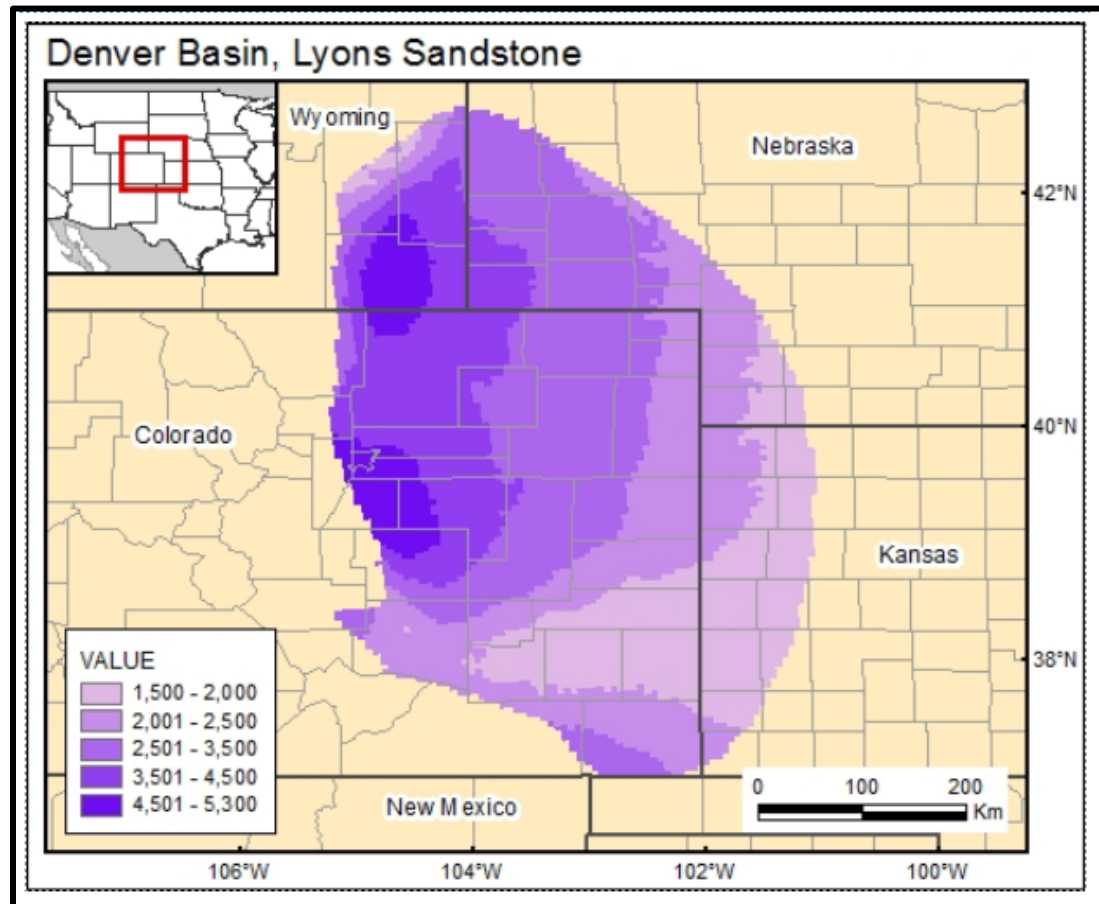 Denver Basin, Lyons Sandstone
Wyoming
Nebraska
42°N
Colorado
40°N
Kansas
38°N
VALUE
1,500 - 2,000
2,001 - 2,500
2,501 - 3,500
3,501 - 4,500
4,501 - 5,300
New Mexico
0 100 200
Km
106°W 104°W 102°W 100°W